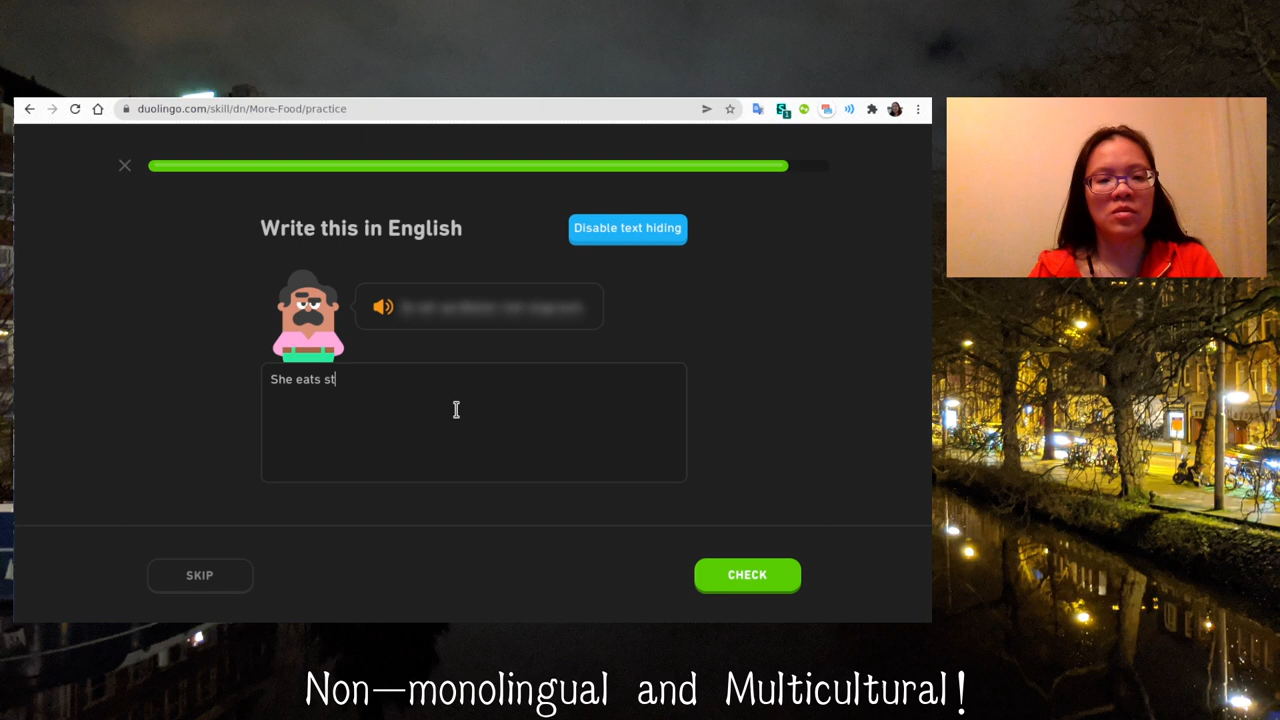 duolingo.com/skill/dn/More-Food/practice
1
Write this in English
Disable text hiding
She eats st
SKIP
CHECK
Non-monolingual and Multicultural!